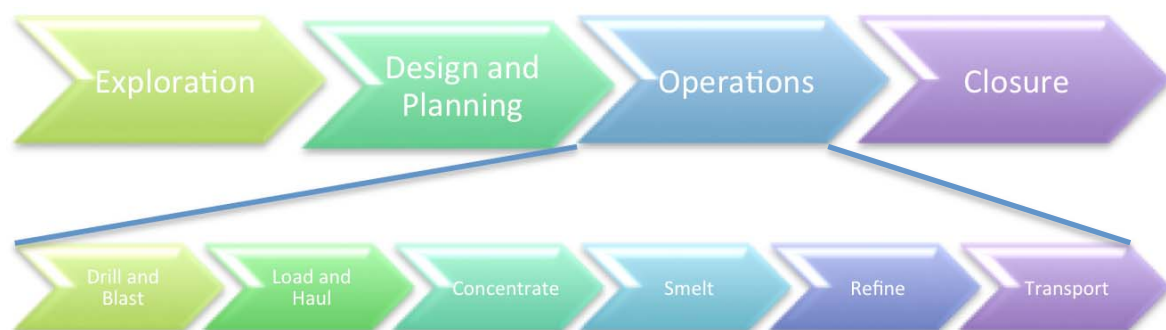 Exploration
Design and
Planning
Operations
Closure
Drill and
Blast
Load and
Haul
Concentrate
Smelt
Refine
Transport